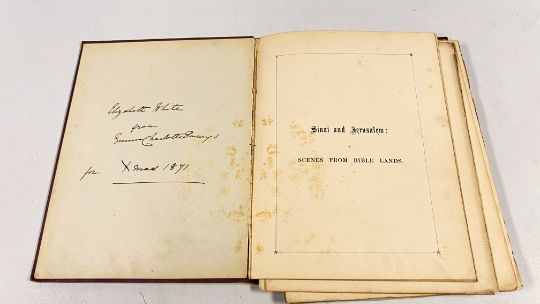 Elizabeth White
from
Emma Charlotte
for Xmas 1871.
Sinai and Jerusalem:
SCENES FROM BIBLE LANDS.